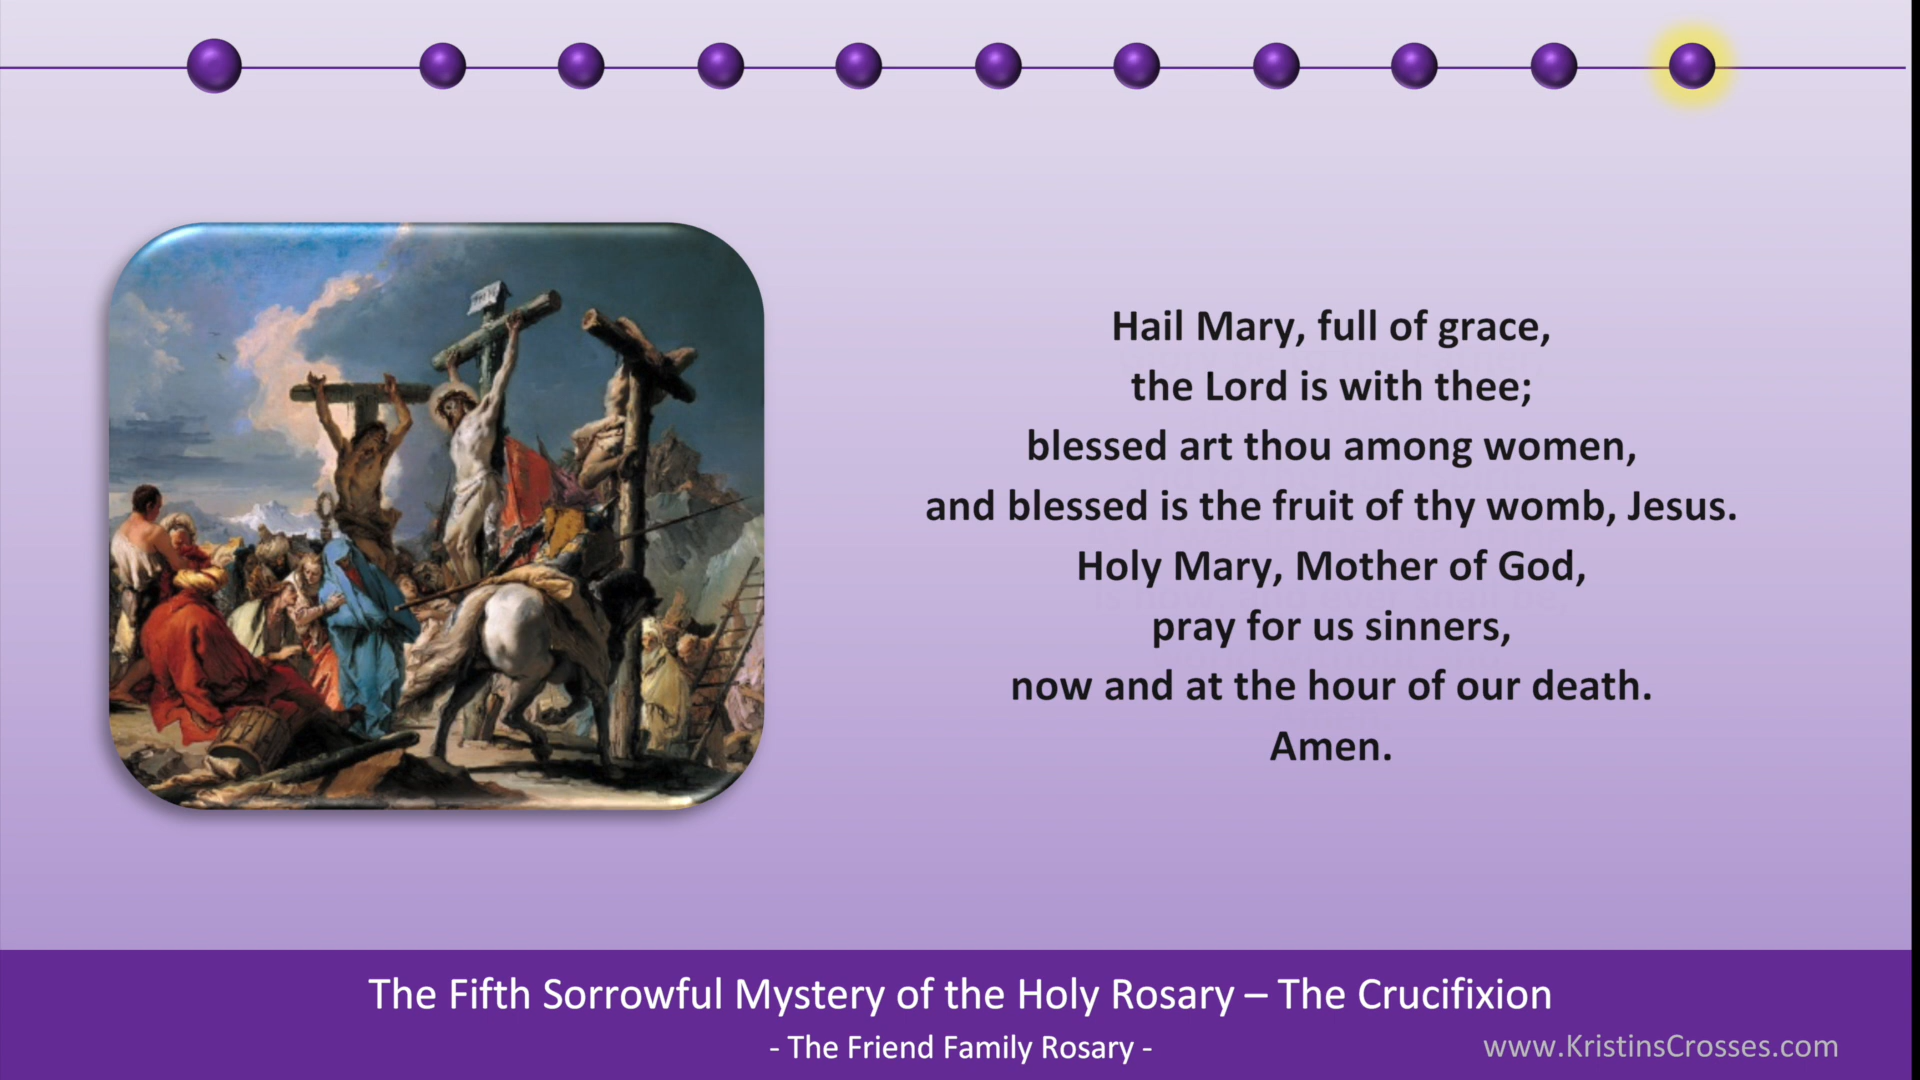 Hail Mary, full of grace,
the Lord is with thee;
blessed art thou among women,
and blessed is the fruit of thy womb, Jesus.
Holy Mary, Mother of God,
pray for us sinners,
now and at the hour of our death.
Amen.
The Fifth Sorrowful Mystery of the Holy Rosary – The Crucifixion
- The Friend Family Rosary -
www.KristinsCrosses.com